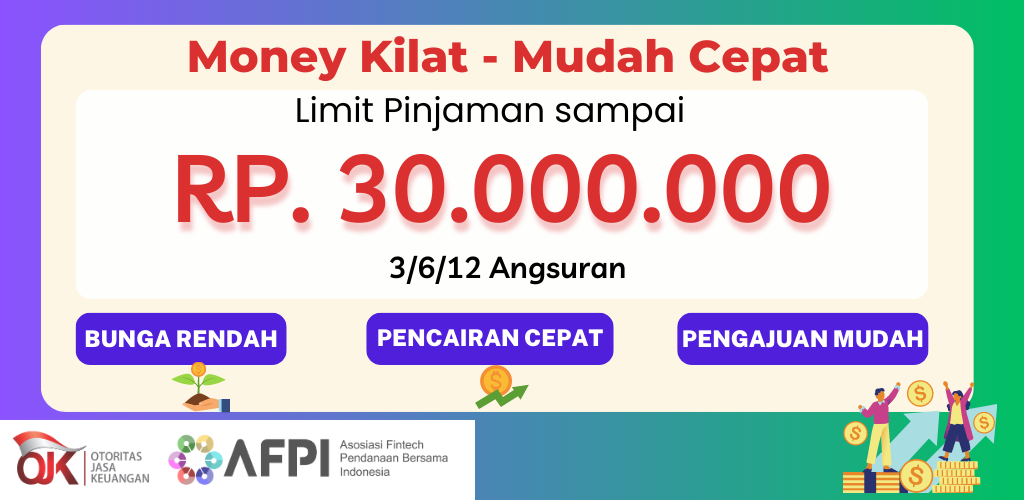 Money Kilat - Mudah Cepat
Limit Pinjaman sampai
RP. 30.000.000
3/6/12 Angsuran
BUNGA RENDAH
PENCAIRAN CEPAT
PENGAJUAN MUDAH
OJK
OTORITAS
JASA
KEUANGAN
AFPI
Asosiasi Fintech
Pendanaan Bersama
Indonesia